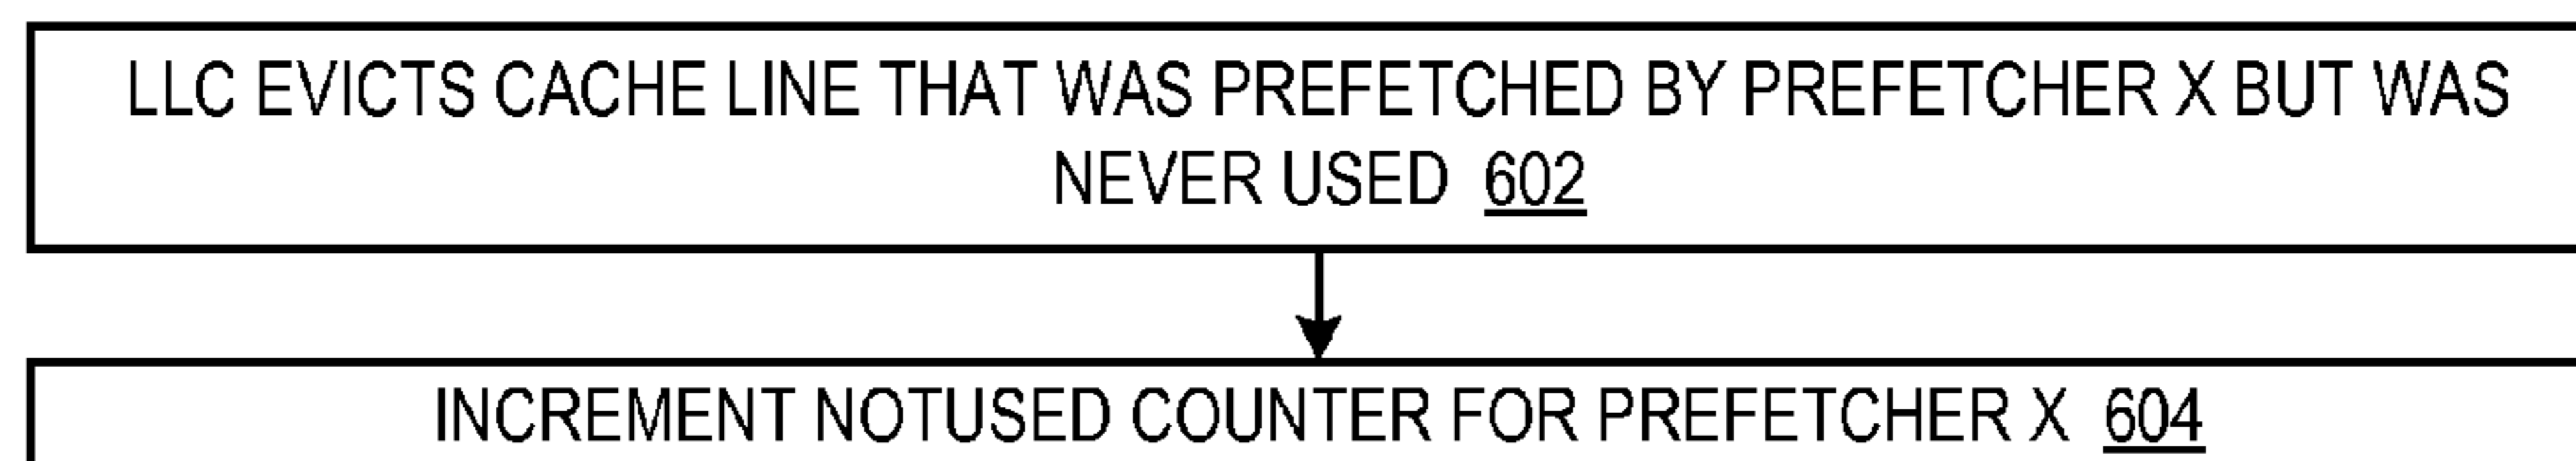 LLC EVICTS CACHE LINE THAT WAS PREFETCHED BY PREFETCHER X BUT WAS
NEVER USED 602
INCREMENT NOTUSED COUNTER FOR PREFETCHER X 604